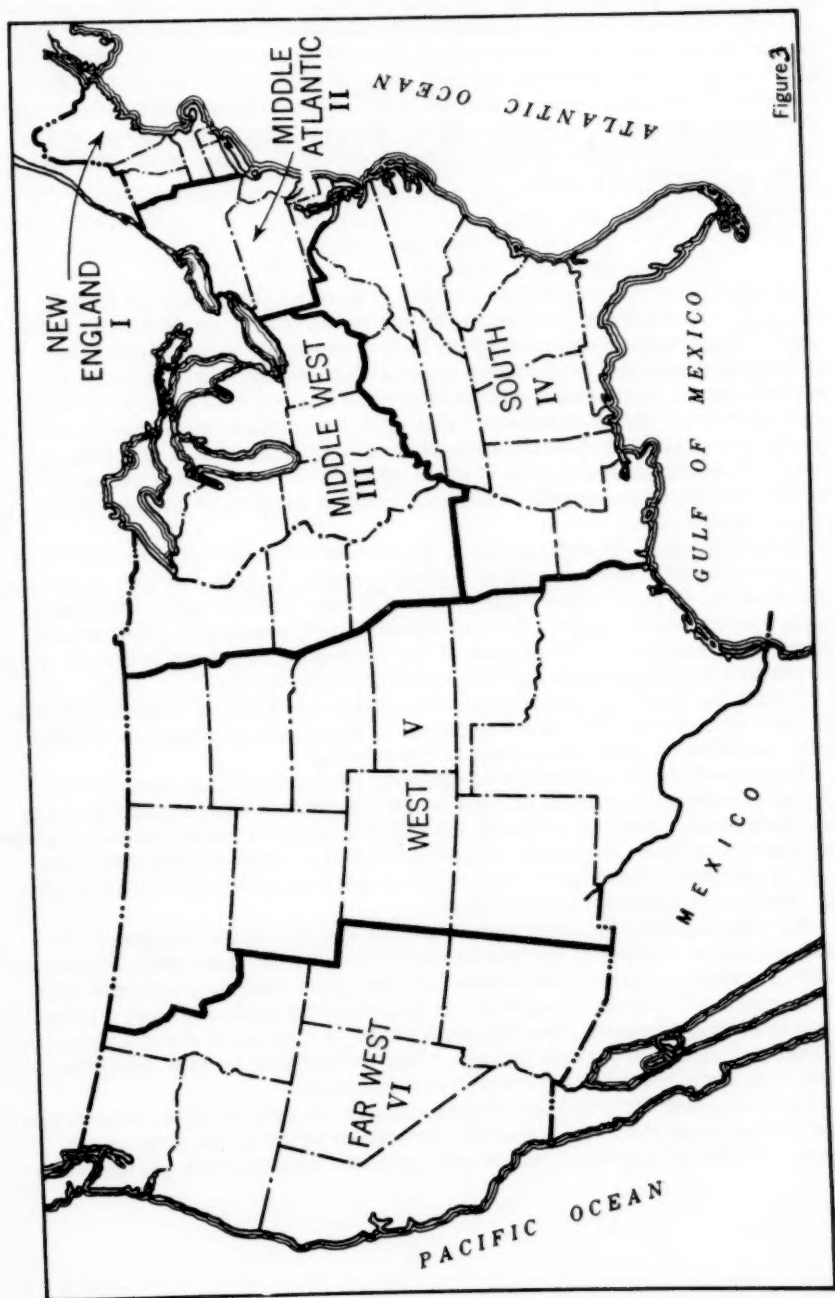 NEW
ENGLAND
I
MIDDLE
ATLANTIC
II
MIDDLE WEST
III
SOUTH
IV
WEST
V
FAR WEST
VI
ATLANTIC OCEAN
GULF OF MEXICO
MEXICO
PACIFIC OCEAN
Figure 3